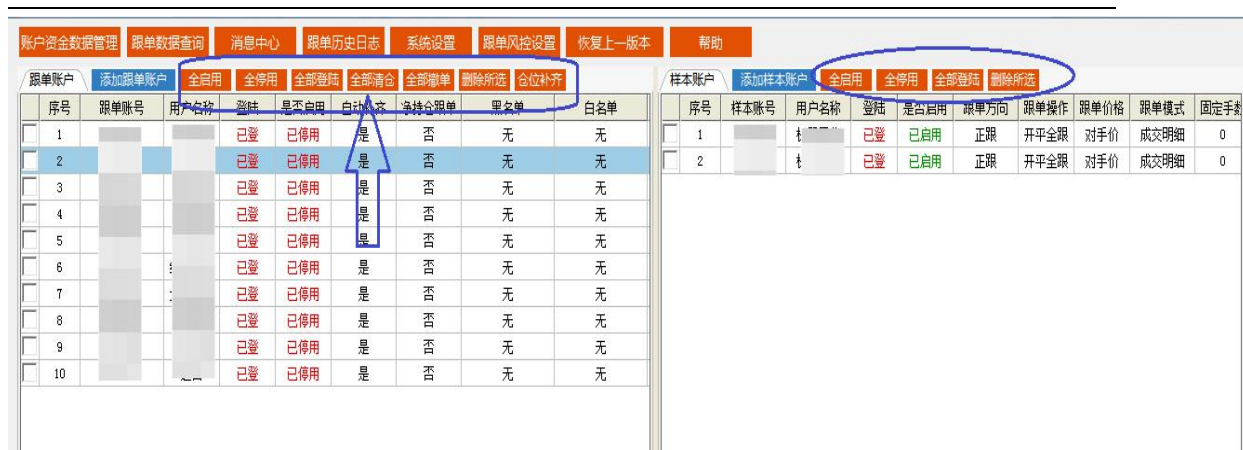 账户资金数据管理 跟单数据查询 消息中心 跟单历史日志 系统设置 跟单风控设置 恢复上一版本 帮助
跟单账户 添加跟单账户 全启用 全停用 全部登陆 全部清仓 全部撤单 删除所选 仓位补齐 样本账户 添加样本账户 全启用 全停用 全部登陆 删除所选
序号 跟单账号 用户名称 登陆 是否启用 自动补齐 净持仓跟单 黑名单 白名单 序号 样本账号 用户名称 登陆 是否启用 跟单方向 跟单操作 跟单价格 跟单模式 固定手数
1 已登 已停用 是 否 无 无 1 已登 已启用 正跟 开平全跟 对手价 成交明细 0
2 已登 已停用 是 否 无 无 2 已登 已启用 正跟 开平全跟 对手价 成交明细 0
3 已登 已停用 是 否 无 无
4 已登 已停用 是 否 无 无
5 已登 已停用 是 否 无 无
6 已登 已停用 是 否 无 无
7 已登 已停用 是 否 无 无
8 已登 已停用 是 否 无 无
9 已登 已停用 是 否 无 无
10 已登 已停用 是 否 无 无